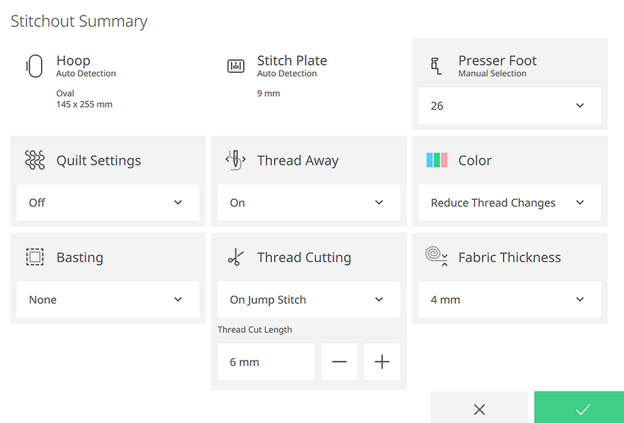 Stitchout Summary
Hoop
Auto Detection
Oval
145 x 255 mm
Stitch Plate
Auto Detection
9 mm
Presser Foot
Manual Selection
26
Quilt Settings
Off
Thread Away
On
Color
Reduce Thread Changes
Basting
None
Thread Cutting
On Jump Stitch
Thread Cut Length
6 mm
Fabric Thickness
4 mm